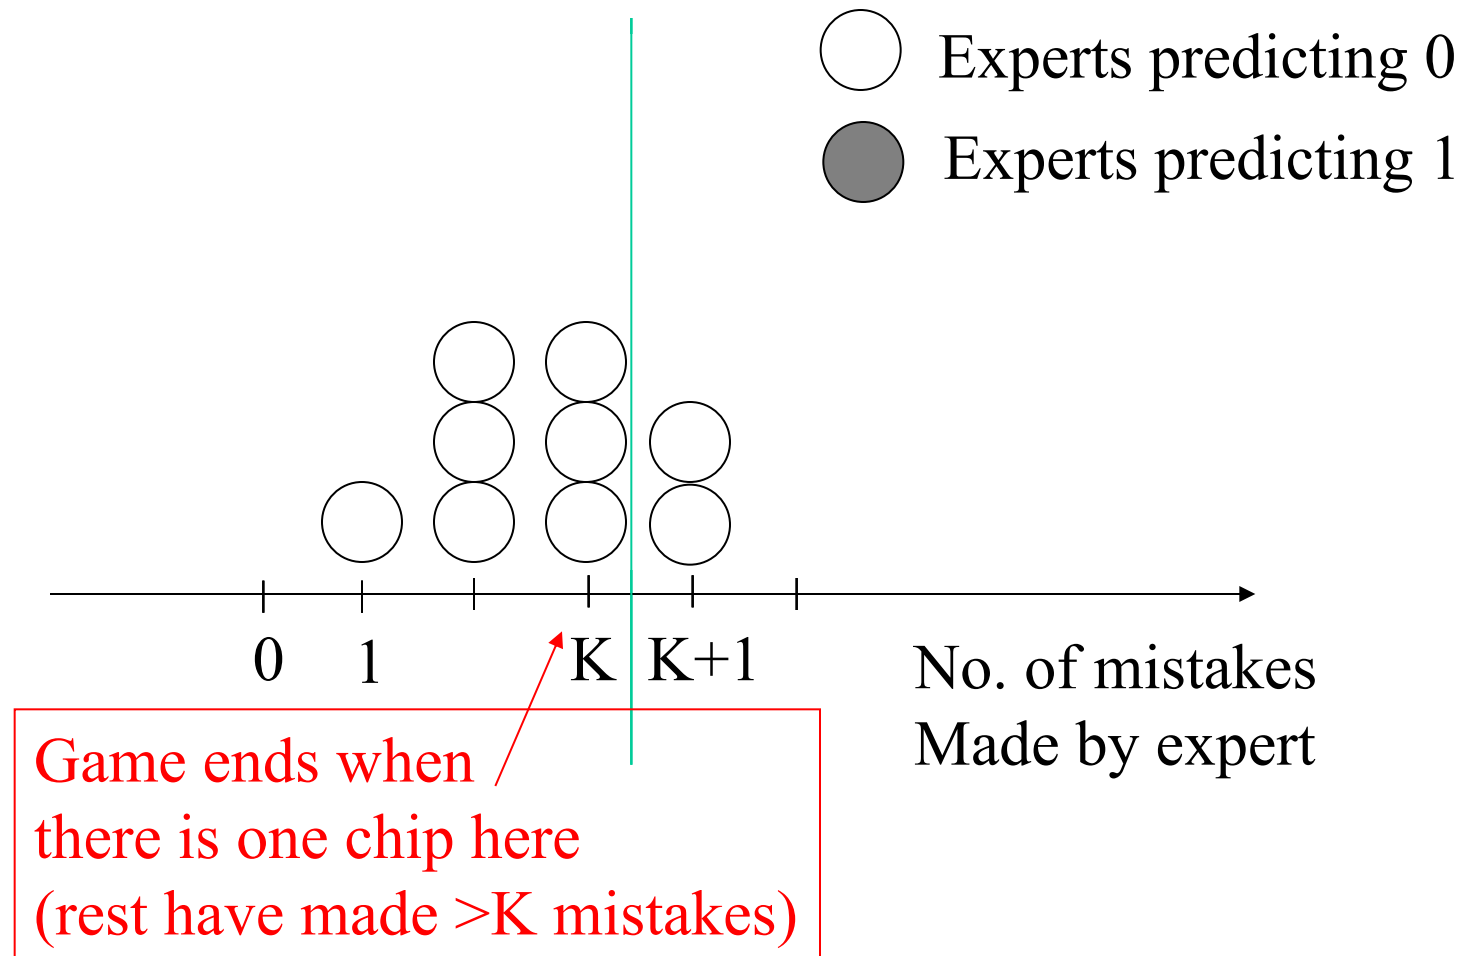 Experts predicting 0
Experts predicting 1
0 1 K K+1
No. of mistakes
Made by expert
Game ends when
there is one chip here
(rest have made >K mistakes)